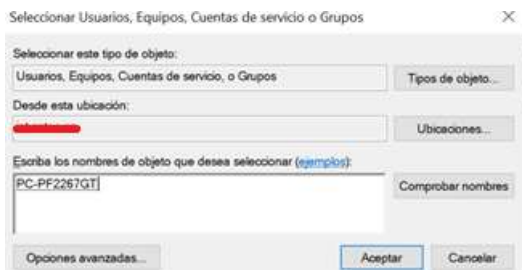 Seleccionar Usuarios, Equipos, Cuentas de servicio o Grupos
Seleccionar este tipo de objeto:
Usuarios, Equipos, Cuentas de servicio, o Grupos
Tipos de objeto...
Desde esta ubicación:
Ubicaciones...
Escriba los nombres de objeto que desea seleccionar (ejemplos):
PC-PF2267GT
Comprobar nombres
Opciones avanzadas...
Aceptar
Cancelar